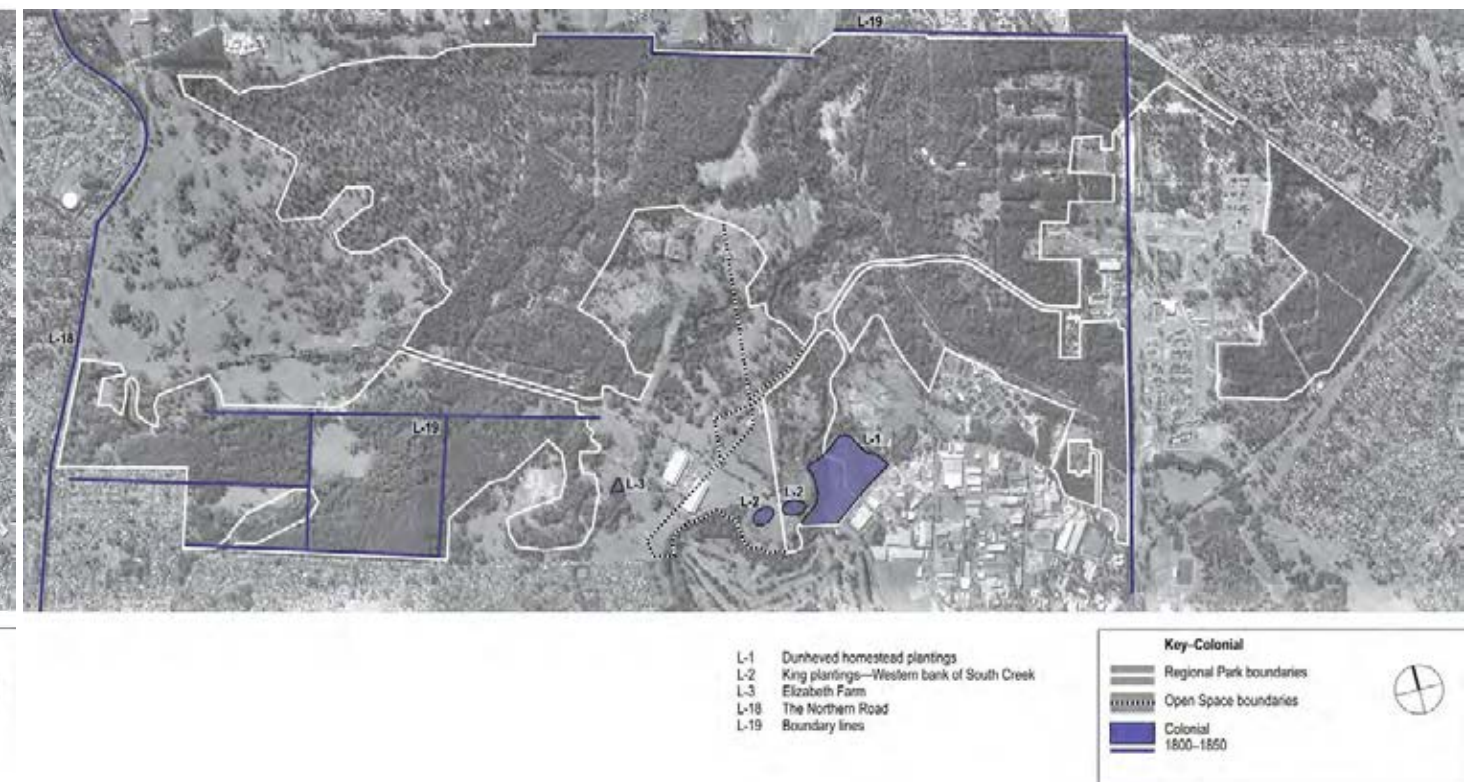 L-19
L-18
L-19
L-1
L-3
L-2
L-2
L-1 Dunheved homestead plantings
L-2 King plantings—Western bank of South Creek
L-3 Elizabeth Farm
L-18 The Northern Road
L-19 Boundary lines
Key–Colonial
Regional Park boundaries
Open Space boundaries
Colonial
1800–1850